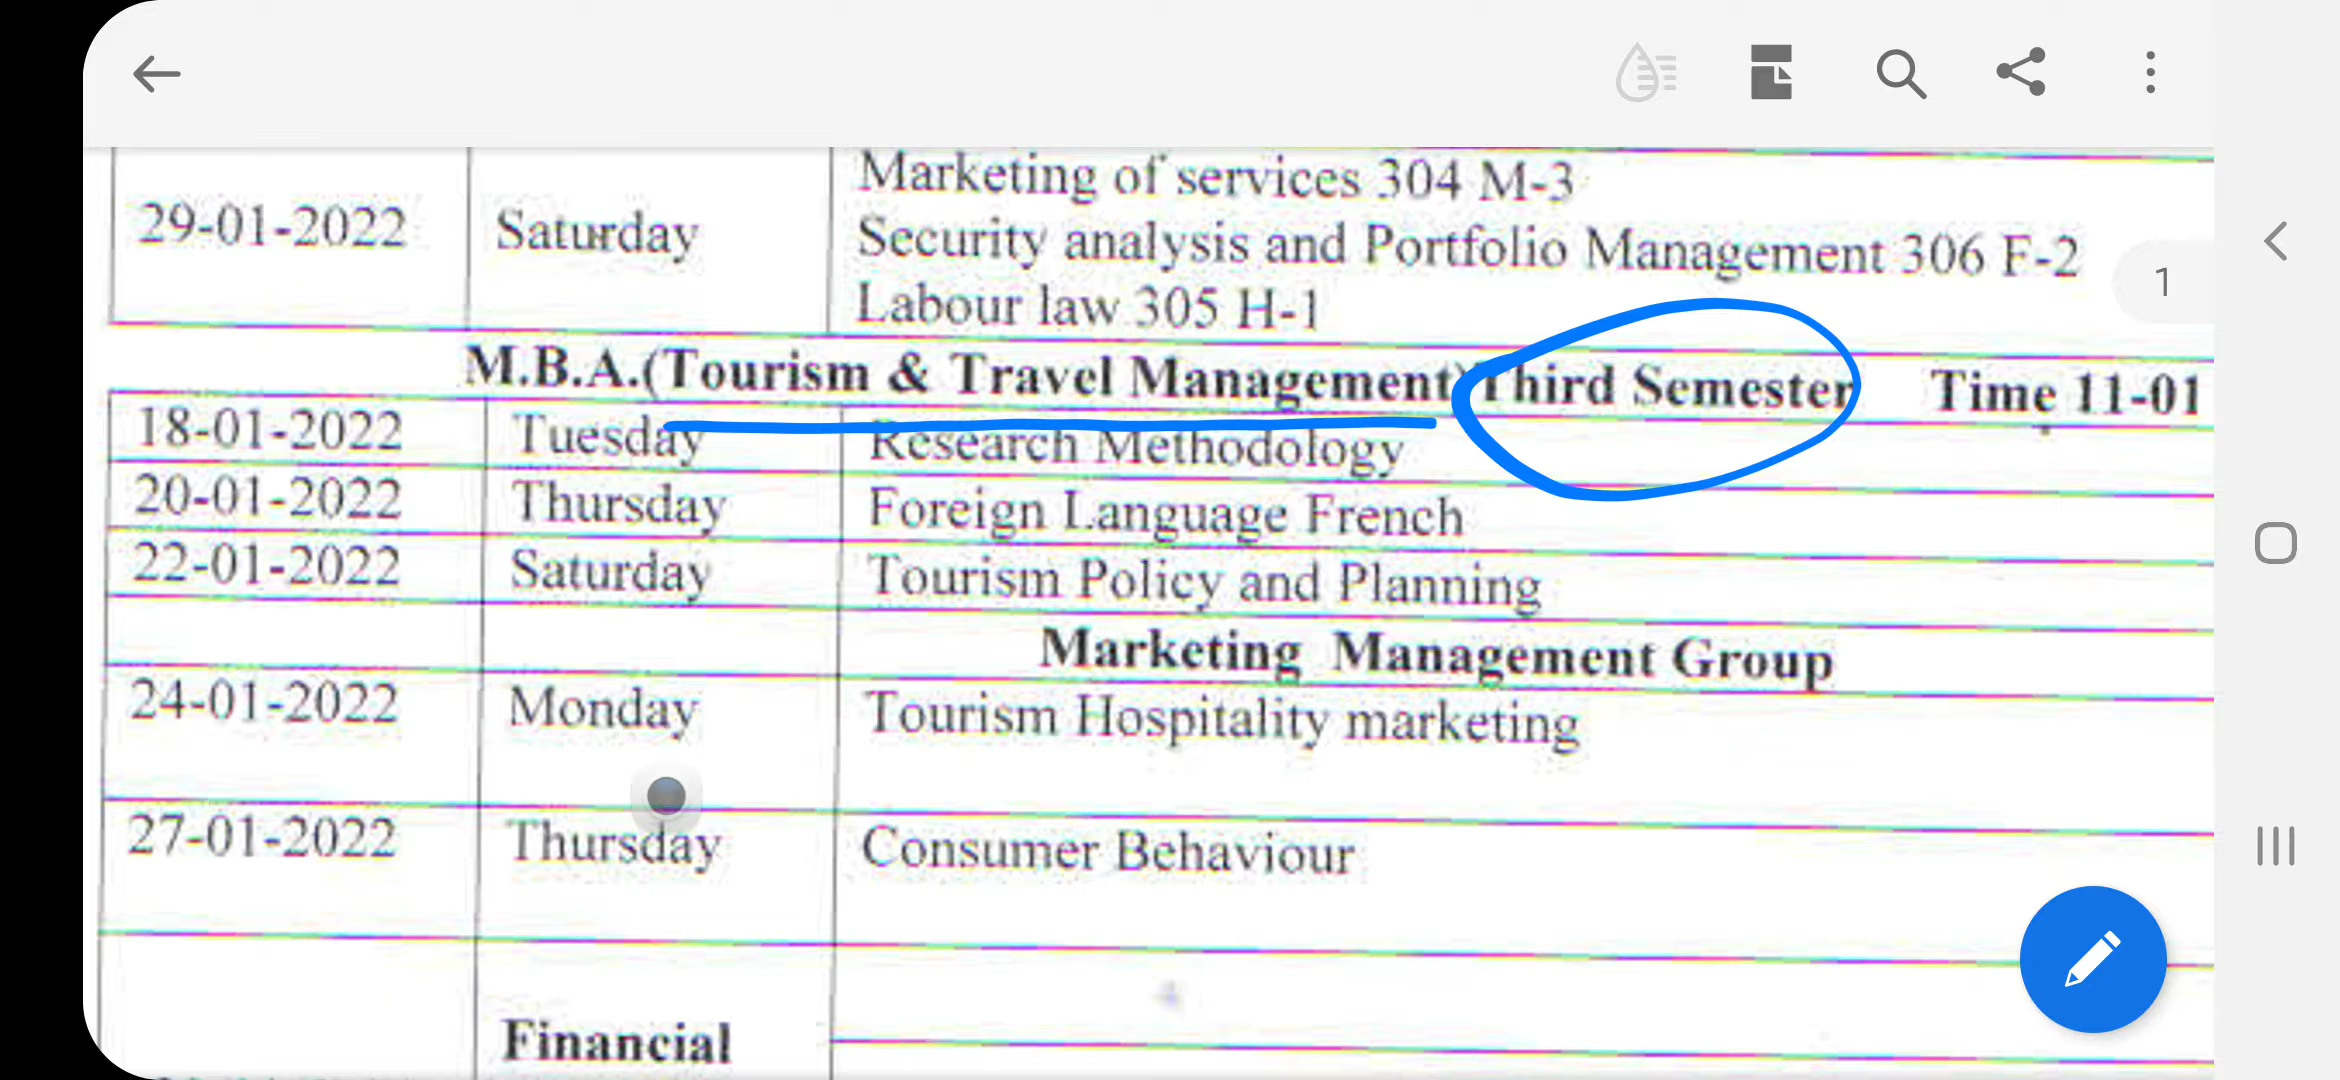 Marketing of services 304 M-3
29-01-2022 Saturday Security analysis and Portfolio Management 306 F-2
Labour law 305 H-1
1
M.B.A.(Tourism & Travel Management)Third Semester Time 11-01
18-01-2022 Tuesday Research Methodology
20-01-2022 Thursday Foreign Language French
22-01-2022 Saturday Tourism Policy and Planning
Marketing Management Group
24-01-2022 Monday Tourism Hospitality marketing
27-01-2022 Thursday Consumer Behaviour
Financial